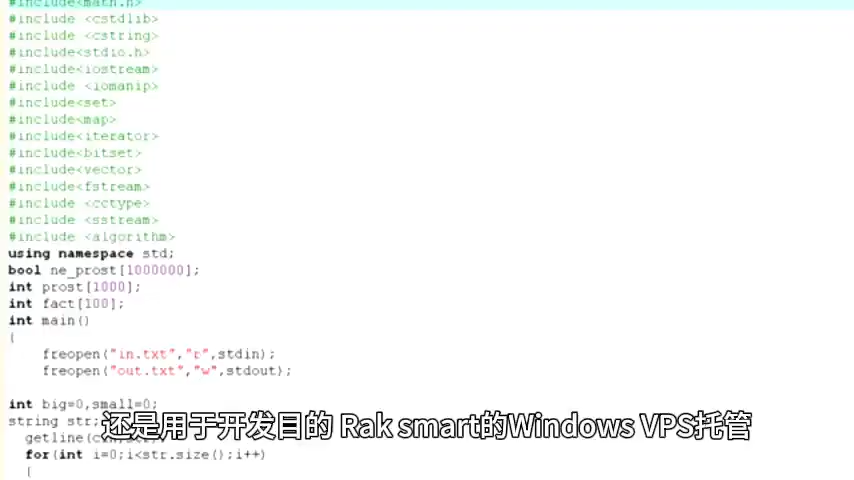 #include<math.h>
#include <cstdlib>
#include <cstring>
#include<stdio.h>
#include<iostream>
#include <iomanip>
#include<set>
#include<map>
#include<iterator>
#include<bitset>
#include<vector>
#include<fstream>
#include <cctype>
#include <sstream>
#include <algorithm>
using namespace std;
bool ne_prost[1000000];
int prost[1000];
int fact[100];
int main()
{
freopen("in.txt","r",stdin);
freopen("out.txt","w",stdout);
int big=0,small=0;
string str;
getline(
for(int i=0;i<str.size();i++)
{
还是用于开发目的 Rak smart的Windows VPS托管